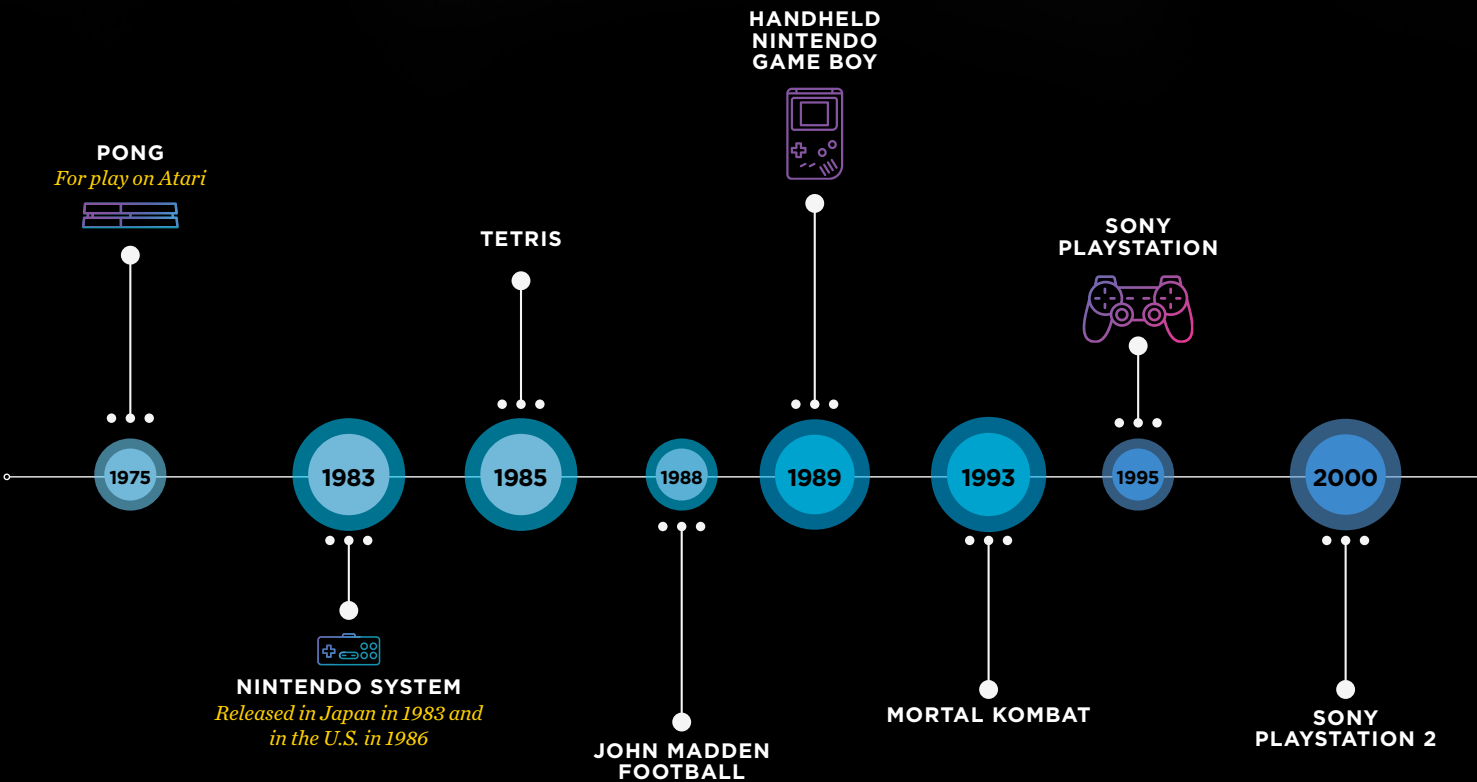 PONG
For play on Atari
1975
1983
NINTENDO SYSTEM
Released in Japan in 1983 and
in the U.S. in 1986
TETRIS
1985
1988
JOHN MADDEN
FOOTBALL
HANDHELD
NINTENDO
GAME BOY
1989
1993
MORTAL KOMBAT
SONY
PLAYSTATION
1995
2000
SONY
PLAYSTATION 2